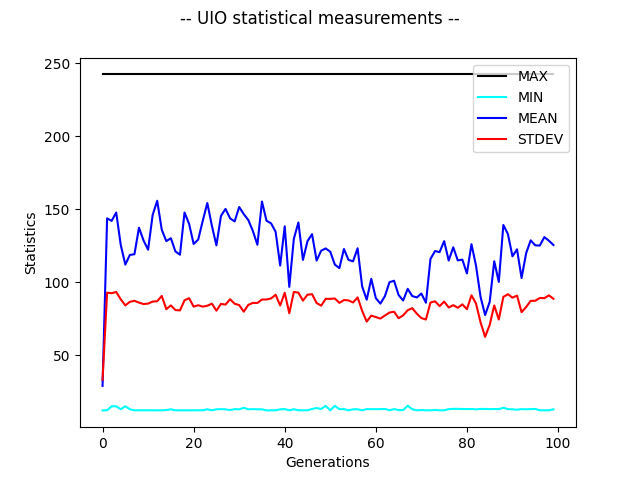 -- UIO statistical measurements --
250
200
150
100
50
Statistics
MAX
MIN
MEAN
STDEV
0
20
40
60
80
100
Generations